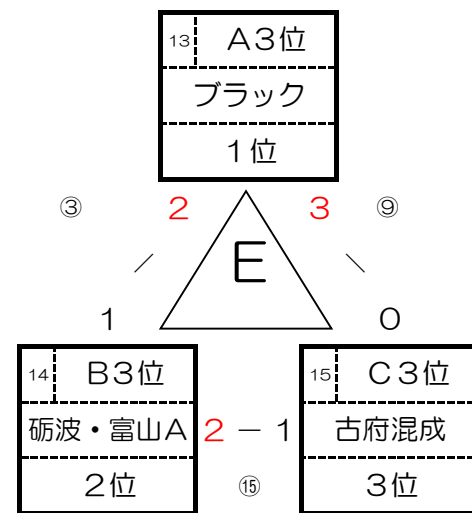 13 A3位
ブラック
1位
③ 2 3 ⑨
／ E ＼
1 0
14 B3位
砺波・富山A
2位
2 － 1
⑮
15 C3位
古府混成
3位